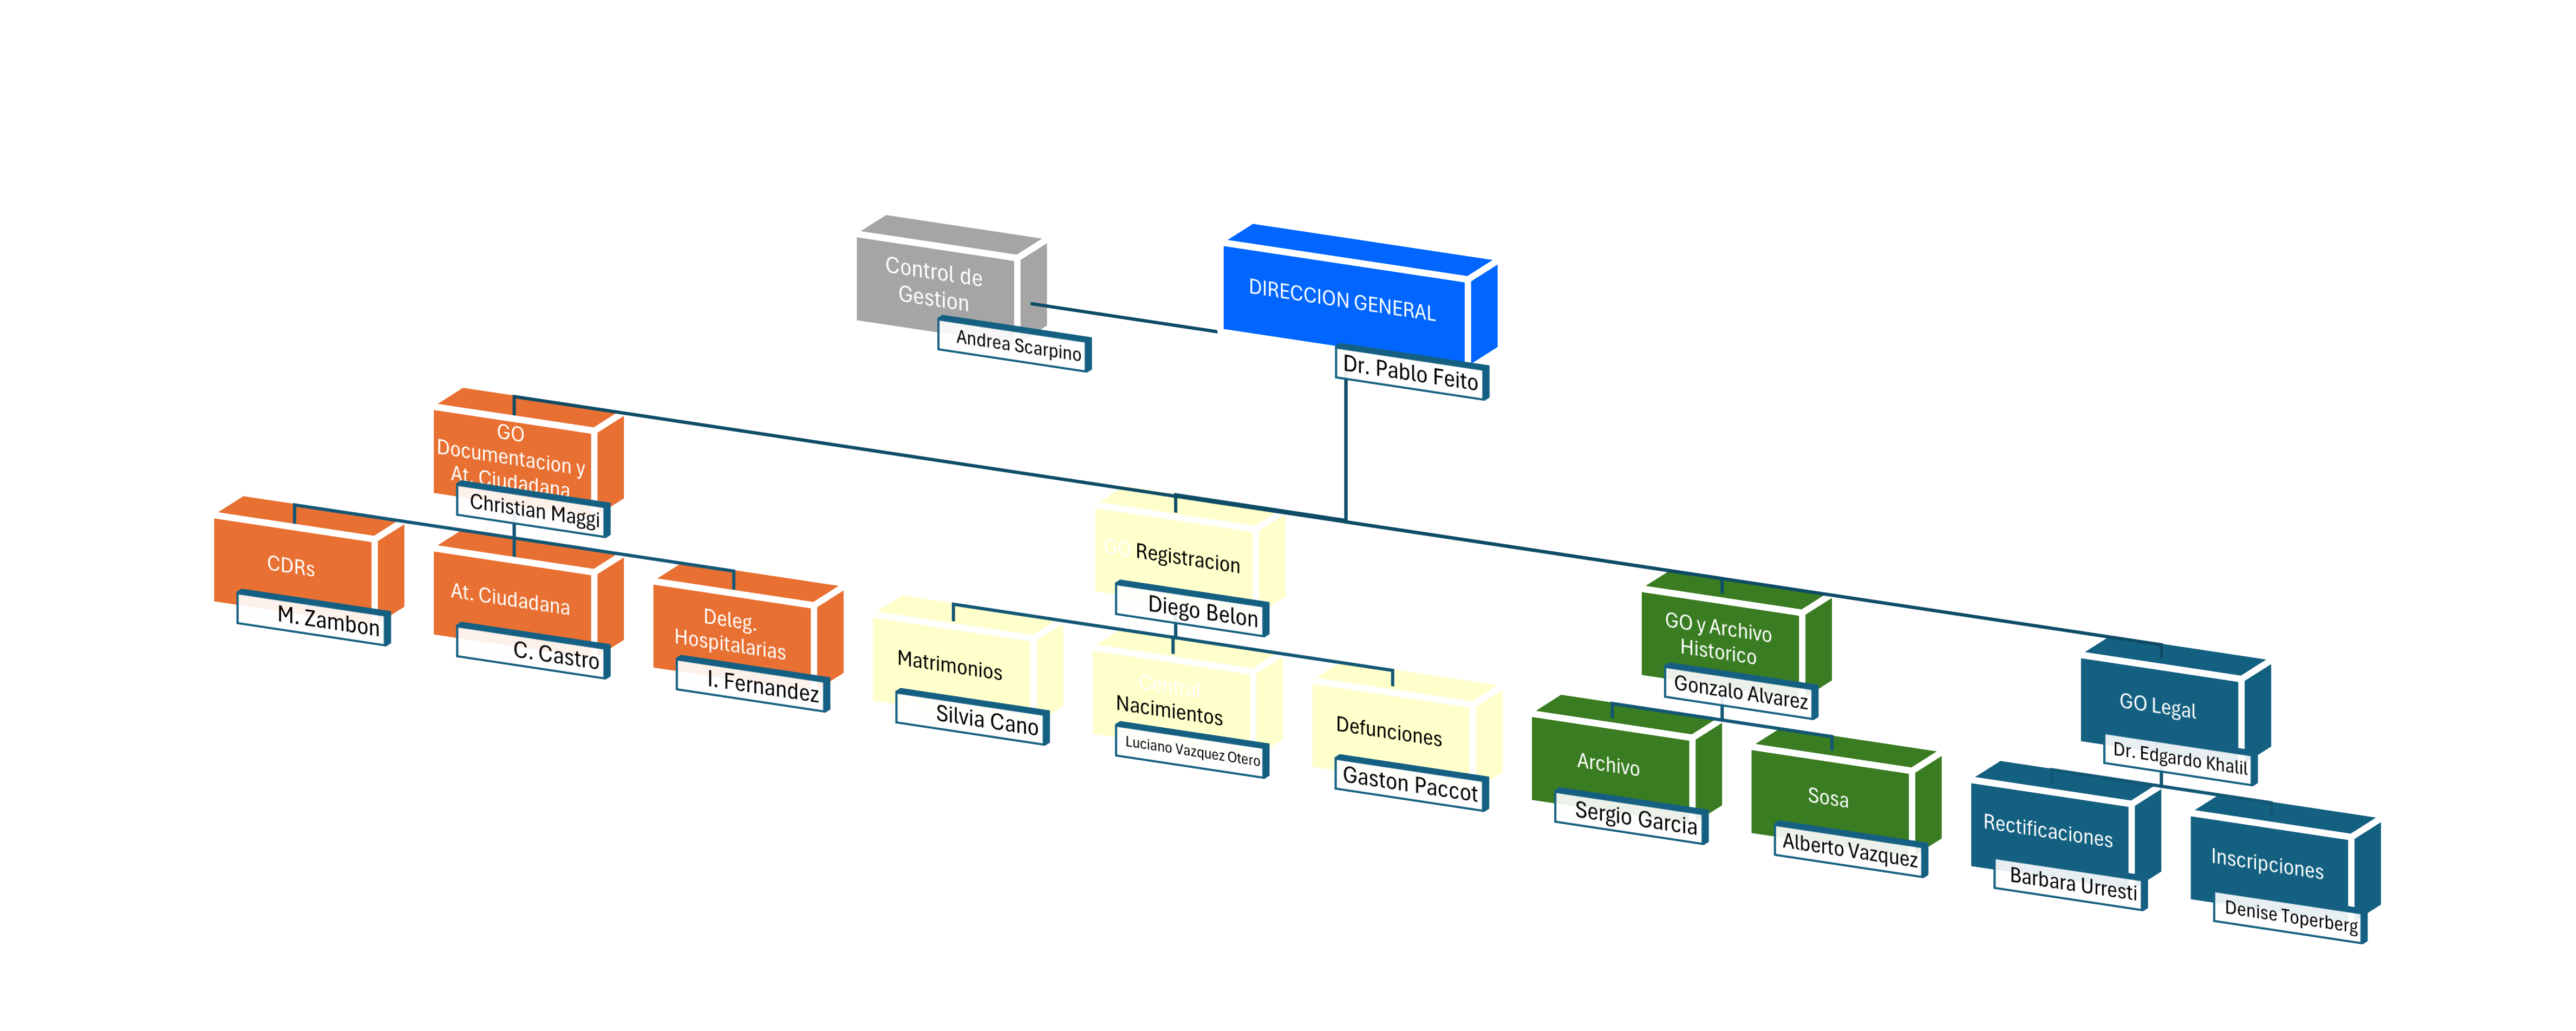 Control de
Gestion
Andrea Scarpino
DIRECCION GENERAL
Dr. Pablo Feito
GO
Documentacion y
At. Ciudadana
Christian Maggi
CDRs
M. Zambon
At. Ciudadana
C. Castro
Deleg.
Hospitalarias
I. Fernandez
GO Registracion
Diego Belon
Matrimonios
Silvia Cano
Central
Nacimientos
Luciano Vazquez Otero
Defunciones
Gaston Paccot
GO y Archivo
Historico
Gonzalo Alvarez
Archivo
Sergio Garcia
Sosa
Alberto Vazquez
GO Legal
Dr. Edgardo Khalil
Rectificaciones
Barbara Urresti
Inscripciones
Denise Toperberg